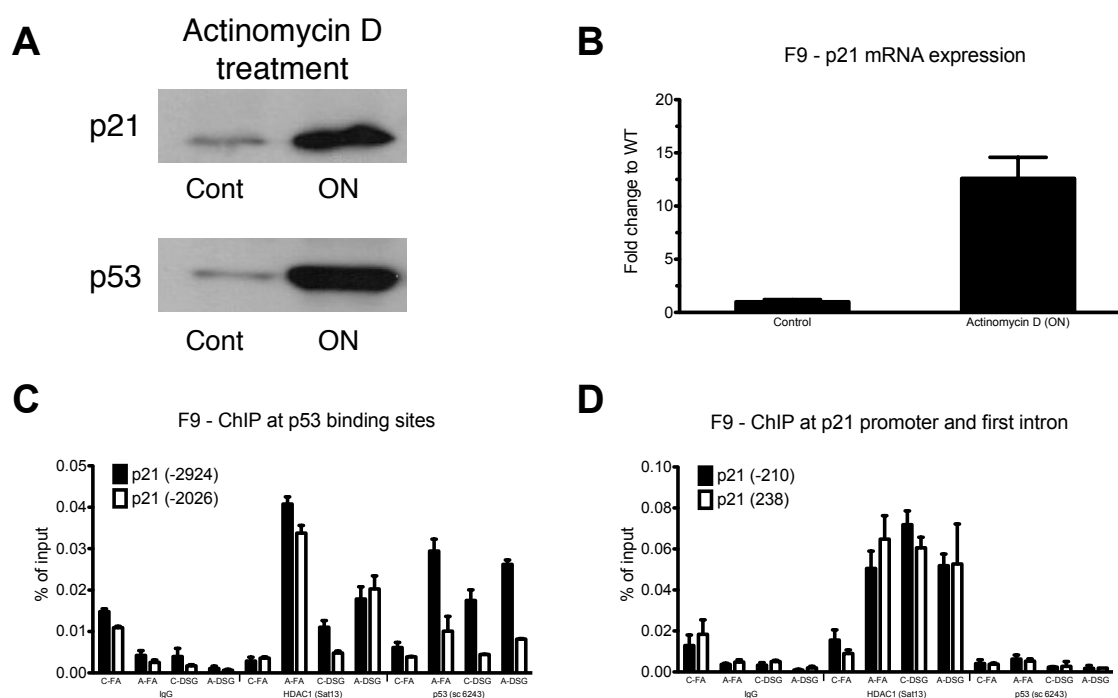 A
Actinomycin D
treatment
p21
Cont ON
p53
Cont ON
B
F9 - p21 mRNA expression
Fold change to WT
20
15
10
5
0
Control Actinomycin D (ON)
C
F9 - ChIP at p53 binding sites
% of input
0.05
0.04
0.03
0.02
0.01
0.00
p21 (-2924)
p21 (-2026)
C-FA A-FA C-DSG A-DSG C-FA A-FA C-DSG A-DSG C-FA A-FA C-DSG A-DSG
IgG HDAC1 (Sat13) p53 (sc6243)
D
F9 - ChIP at p21 promoter and first intron
% of input
0.10
0.08
0.06
0.04
0.02
0.00
p21 (-210)
p21 (238)
C-FA A-FA C-DSG A-DSG C-FA A-FA C-DSG A-DSG C-FA A-FA C-DSG A-DSG
IgG HDAC1 (Sat13) p53 (sc6243)